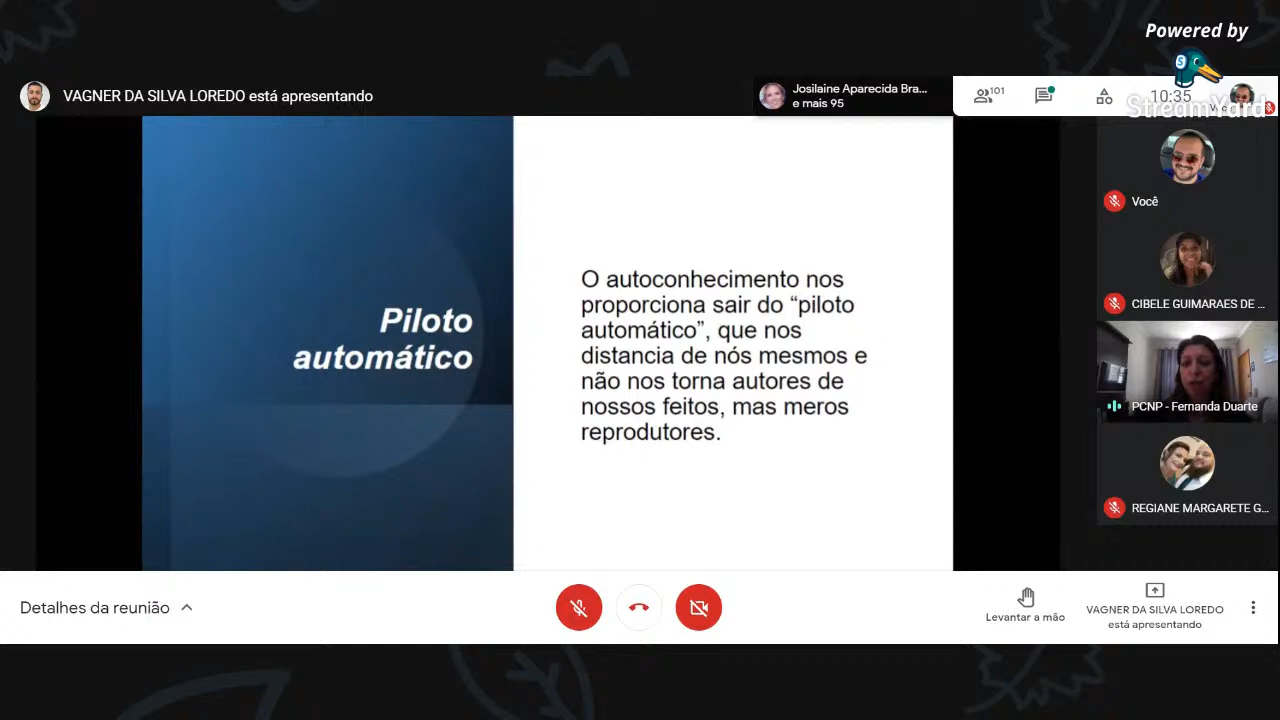 Powered by
StreamYard
VAGNER DA SILVA LOREDO está apresentando
Josilaine Aparecida Bra...
e mais 95
101
10:35
Piloto
automático
O autoconhecimento nos
proporciona sair do “piloto
automático”, que nos
distancia de nós mesmos e
não nos torna autores de
nossos feitos, mas meros
reprodutores.
Você
CIBELE GUIMARAES DE ...
PCNP - Fernanda Duarte
REGIANE MARGARETE G...
Detalhes da reunião
Levantar a mão
VAGNER DA SILVA LOREDO
está apresentando